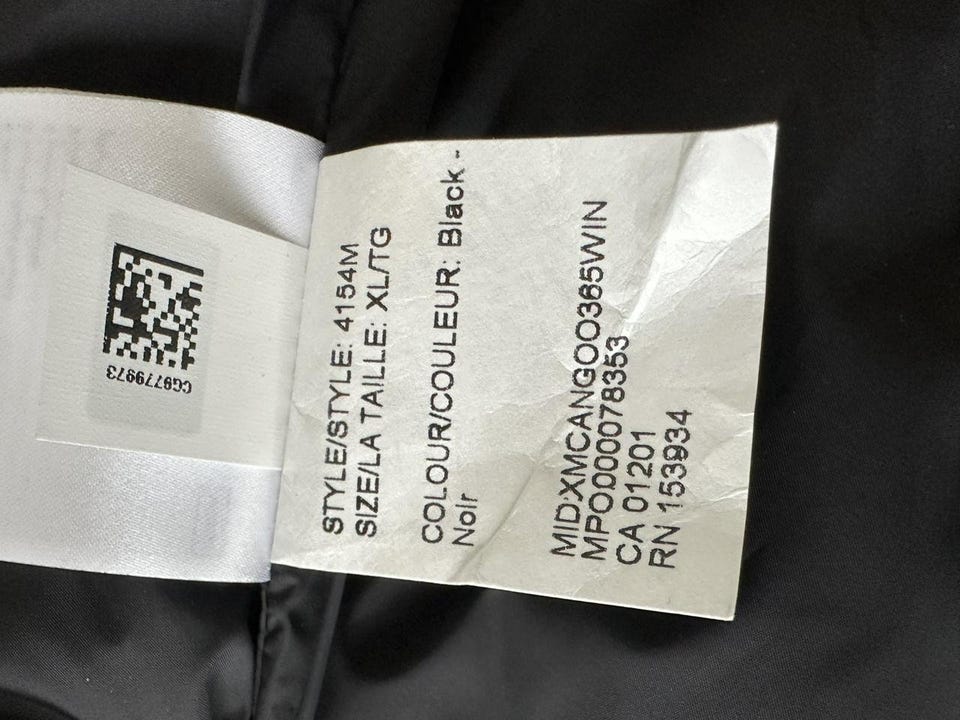 STYLE/STYLE: 4154M
SIZE/LA TAILLE: XL/TG
COLOUR/COULEUR: Black -
Noir
MID:XMCANGOO365WIN
MPO0000078353
CA 01201
RN 153934
CG9779973